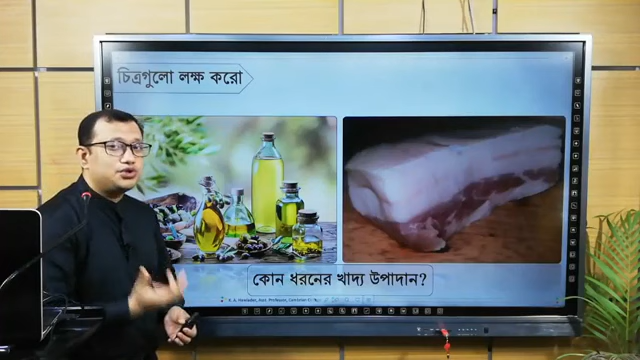 চিত্রগুলো লক্ষ করো
কোন ধরনের খাদ্য উপাদান?